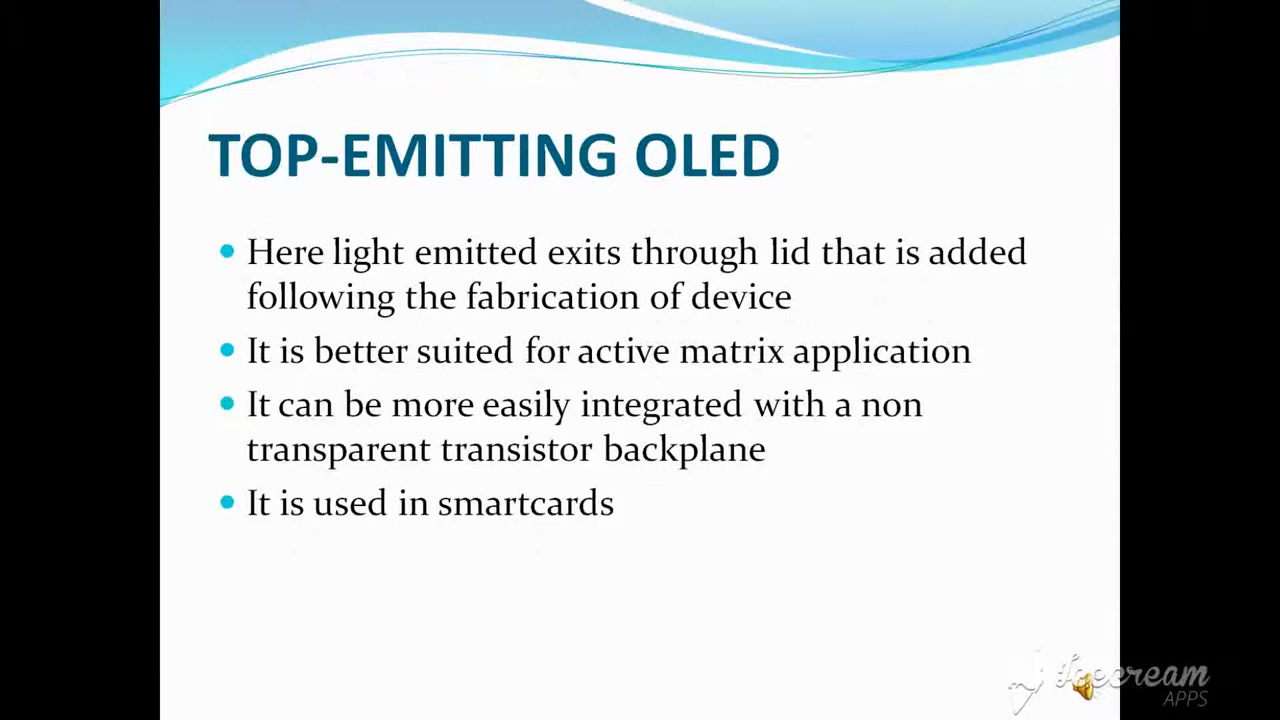 TOP-EMITTING OLED
Here light emitted exits through lid that is added
following the fabrication of device
It is better suited for active matrix application
It can be more easily integrated with a non
transparent transistor backplane
It is used in smartcards
Icecream
APPS